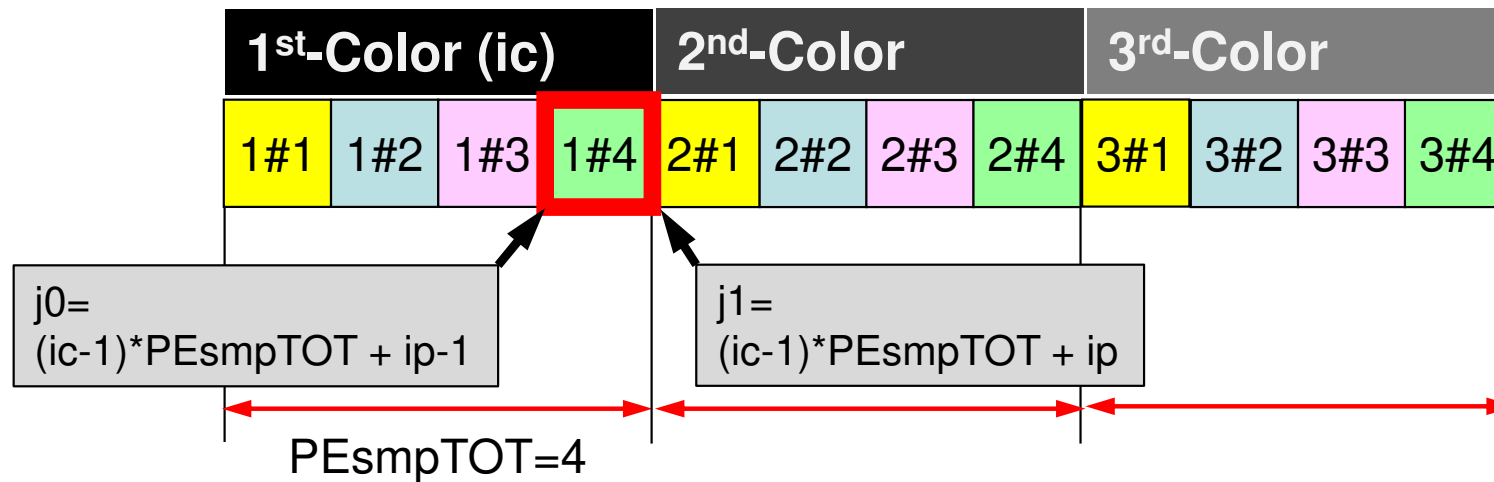 1st-Color (ic) 2nd-Color 3rd-Color
1#1 1#2 1#3 1#4 2#1 2#2 2#3 2#4 3#1 3#2 3#3 3#4
j0=
(ic-1)*PEsmpTOT + ip-1
j1=
(ic-1)*PEsmpTOT + ip
PEsmpTOT=4